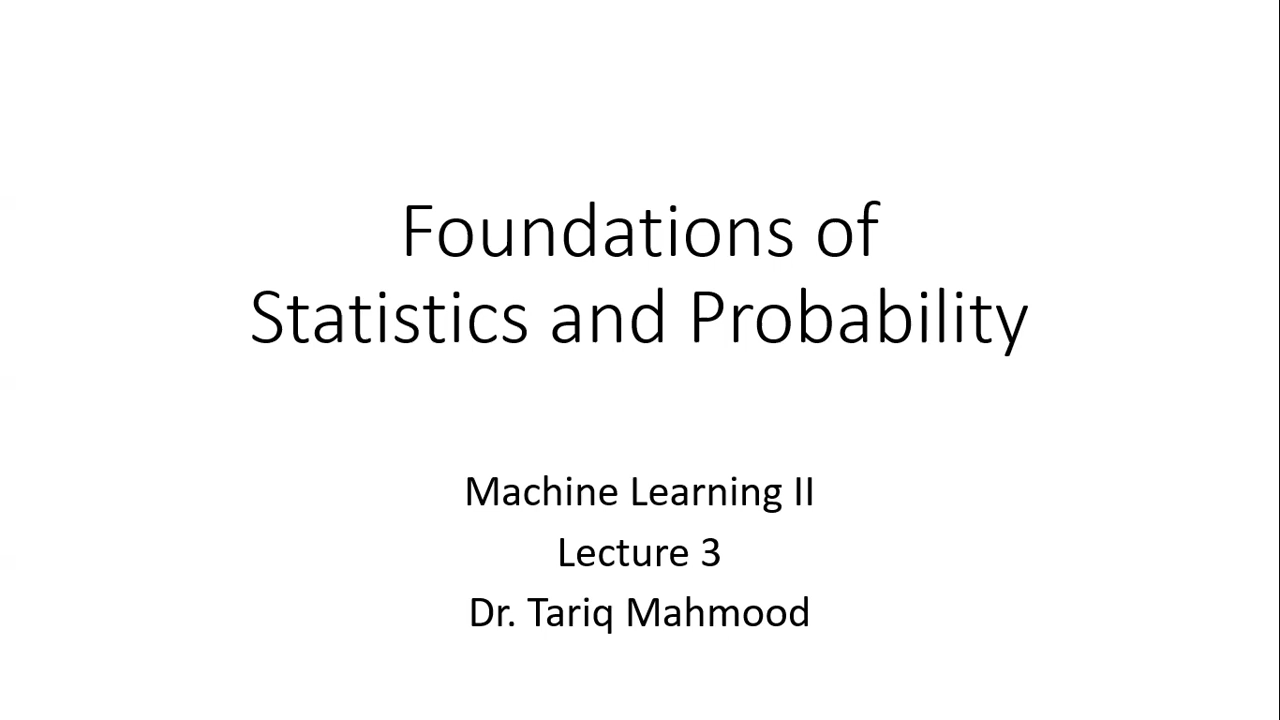 Foundations of
Statistics and Probability
Machine Learning II
Lecture 3
Dr. Tariq Mahmood